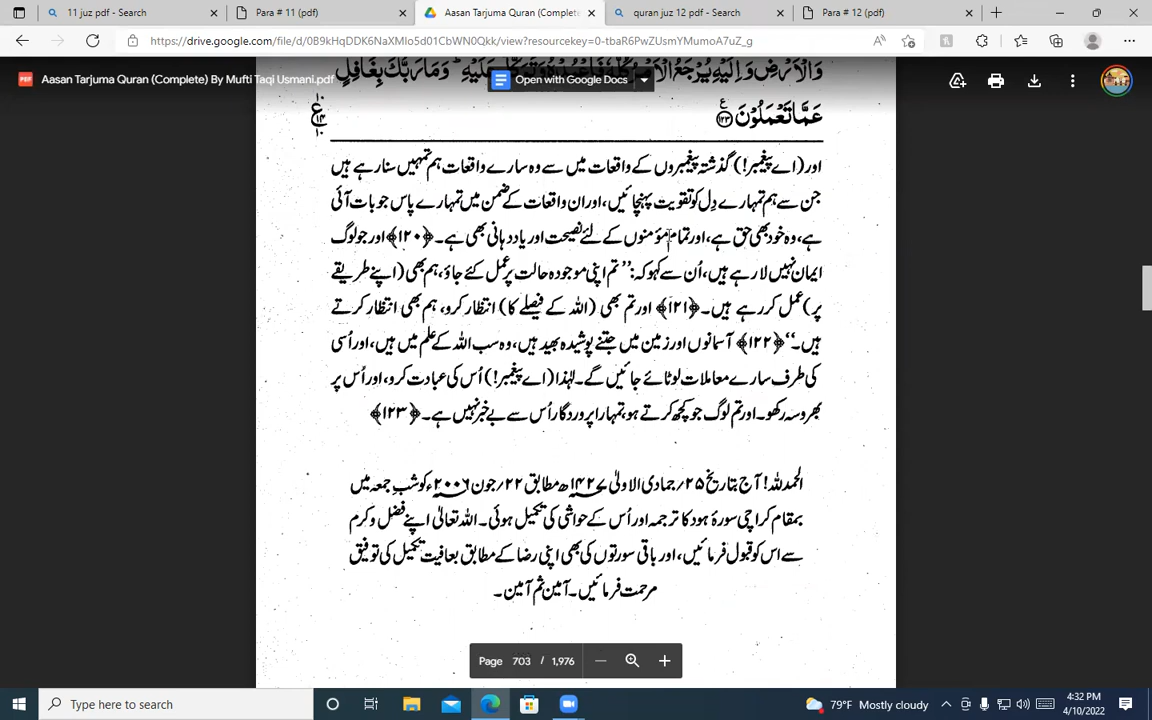 11 juz pdf - Search
Para # 11 (pdf)
Aasan Tarjuma Quran (Complete
quran juz 12 pdf - Search
Para # 12 (pdf)
https://drive.google.com/file/d/0B9kHqDDK6NaXMlo5d01CbWN0Qkk/view?resourcekey=0-tbaR6PwZUsmYMumoA7uZ_g
PDF
Aasan Tarjuma Quran (Complete) By Mufti Taqi Usmani.pdf
Open with Google Docs
وَالْاَرْضِ وَاِلَيْهِ يُرْجَعُ الْاَمْرُ كُلُّهٗ فَاعْبُدْهُ وَتَوَكَّلْ عَلَيْهِ ؕ وَمَا رَبُّكَ بِغَافِلٍ
عَمَّا تَعْمَلُوْنَ ﴿۱۲۳﴾
اور (اے پیغمبر!) گذشتہ پیغمبروں کے واقعات میں سے وہ سارے واقعات ہم تمہیں سنا رہے ہیں
جن سے ہم تمہارے دِل کو تقویت پہنچائیں، اور ان واقعات کے ضمن میں تمہارے پاس جو بات آئی
ہے، وہ خود بھی حق ہے، اور تمام مؤمنوں کے لئے نصیحت اور یاددہانی بھی ہے۔ ﴿۱۲۰﴾ اور جو لوگ
ایمان نہیں لا رہے ہیں، اُن سے کہو کہ: ”تم اپنی موجودہ حالت پر عمل کئے جاؤ، ہم بھی (اپنے طریقے
پر) عمل کر رہے ہیں۔ ﴿۱۲۱﴾ اور تم بھی (اللہ کے فیصلے کا) انتظار کرو، ہم بھی انتظار کرتے
ہیں۔“ ﴿۱۲۲﴾ آسمانوں اور زمین میں جتنے پوشیدہ بھید ہیں، وہ سب اللہ کے علم میں ہیں، اور اُسی
کی طرف سارے معاملات لوٹائے جائیں گے۔ لہٰذا (اے پیغمبر!) اُس کی عبادت کرو، اور اُس پر
بھروسہ رکھو۔ اور تم لوگ جو کچھ کرتے ہو، تمہارا پروردگار اُس سے بے خبر نہیں ہے۔ ﴿۱۲۳﴾
الحمدللہ! آج بتاریخ ۲۵؍ جمادی الاولیٰ ۱۴۲۷ھ مطابق ۲۲؍ جون ۲۰۰۶ء کو شبِ جمعہ میں
بمقام کراچی سورۂ ہود کا ترجمہ اور اُس کے حواشی کی تکمیل ہوئی۔ اللہ تعالیٰ اپنے فضل وکرم
سے اس کو قبول فرمائیں، اور باقی سورتوں کی بھی اپنی رضا کے مطابق بعافیت تکمیل کی توفیق
مرحمت فرمائیں۔ آمین ثم آمین۔
Page 703 / 1,976
Type here to search
79°F Mostly cloudy
4:32 PM
4/10/2022